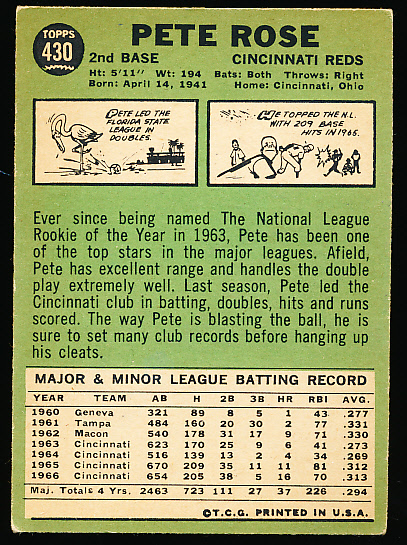 TOPPS
430
PETE ROSE
2nd BASE CINCINNATI REDS
Ht: 5'11" Wt: 194 Bats: Both Throws: Right
Born: April 14, 1941 Home: Cincinnati, Ohio
PETE LED THE
FLORIDA STATE
LEAGUE IN
DOUBLES.
HE TOPPED THE N.L.
WITH 209 BASE
HITS IN 1965.
Ever since being named The National League
Rookie of the Year in 1963, Pete has been one
of the top stars in the major leagues. Afield,
Pete has excellent range and handles the double
play extremely well. Last season, Pete led the
Cincinnati club in batting, doubles, hits and runs
scored. The way Pete is blasting the ball, he is
sure to set many club records before hanging up
his cleats.
MAJOR & MINOR LEAGUE BATTING RECORD
YEAR TEAM AB H 2B 3B HR RBI AVG.
1960 Geneva 321 89 8 5 1 43 .277
1961 Tampa 484 160 20 30 2 77 .331
1962 Macon 540 178 31 17 9 71 .330
1963 Cincinnati 623 170 25 9 6 41 .273
1964 Cincinnati 516 139 13 2 4 34 .269
1965 Cincinnati 670 209 35 11 11 81 .312
1966 Cincinnati 654 205 38 5 16 70 .313
Maj. Totals 4 Yrs. 2463 723 111 27 37 226 .294
©T.C.G. PRINTED IN U.S.A.